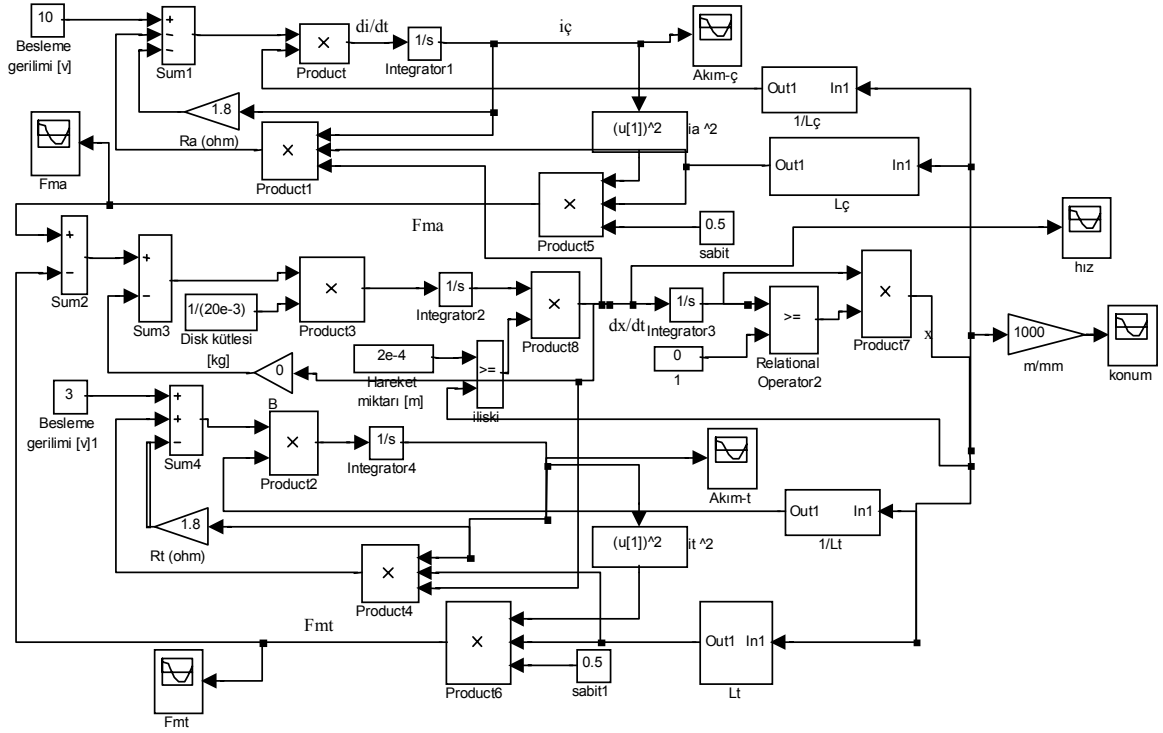 10
Besleme
gerilimi [v]
+
−
−
Sum1
×
Product
di/dt
1/s
Integrator1
iç
Akım-ç
Out1 In1
1/Lç
1.8
Ra (ohm)
×
Product1
(u[1])^2
ia ^2
Out1 In1
Lç
Fma
Fma
×
Product5
0.5
sabit
hız
+
−
Sum2
+
−
Sum3
1/(20e-3)
Disk kütlesi
[kg]
×
Product3
1/s
Integrator2
×
Product8
dx/dt
1/s
Integrator3
>=
Relational
Operator2
×
Product7
x
1000
m/mm
konum
0
B
2e-4
Hareket
miktarı [m]
>=
iliski
0
1
3
Besleme
gerilimi [v]1
+
+
−
Sum4
×
Product2
1/s
Integrator4
Akım-t
Out1 In1
1/Lt
1.8
Rt (ohm)
(u[1])^2
it ^2
×
Product4
Fmt
×
Product6
0.5
sabit1
Out1 In1
Lt
Fmt